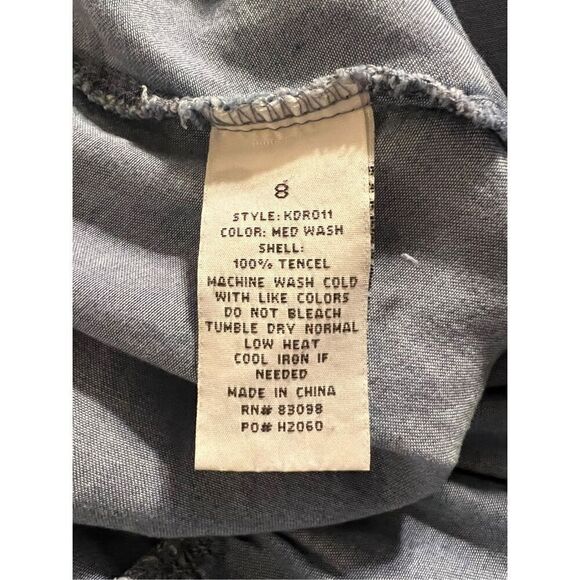 8
STYLE: KDR011
COLOR: MED WASH
SHELL:
100% TENCEL
MACHINE WASH COLD
WITH LIKE COLORS
DO NOT BLEACH
TUMBLE DRY NORMAL
LOW HEAT
COOL IRON IF
NEEDED
MADE IN CHINA
RN# 83098
PO# H2060